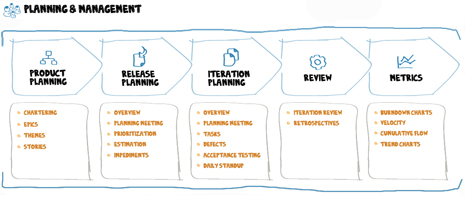 PLANNING & MANAGEMENT
PRODUCT
PLANNING
RELEASE
PLANNING
ITERATION
PLANNING
REVIEW
METRICS
CHARTERING
EPICS
THEMES
STORIES
OVERVIEW
PLANNING MEETING
PRIORITIZATION
ESTIMATION
IMPEDIMENTS
OVERVIEW
PLANNING MEETING
TASKS
DEFECTS
ACCEPTANCE TESTING
DAILY STANDUP
ITERATION REVIEW
RETROSPECTIVES
BURNDOWN CHARTS
VELOCITY
CUMULATIVE FLOW
TREND CHARTS